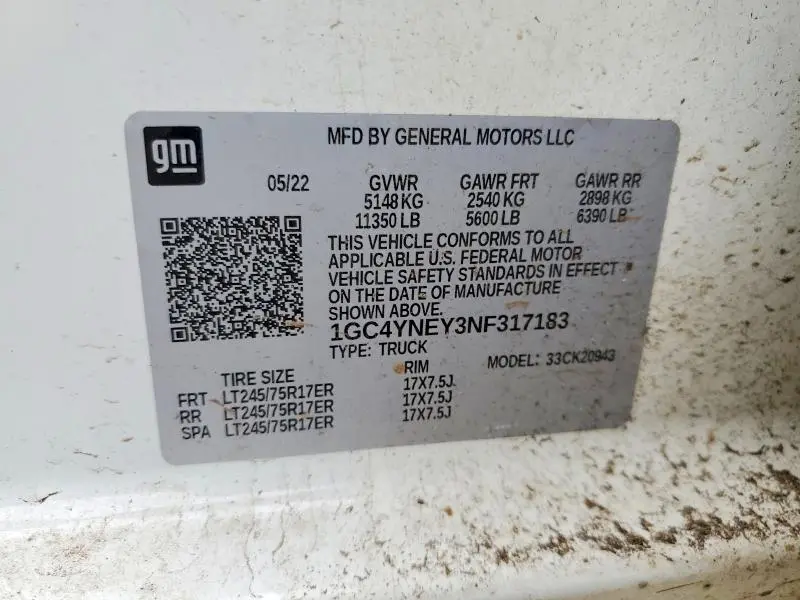 gm
MFD BY GENERAL MOTORS LLC
05/22 GVWR GAWR FRT GAWR RR
5148 KG 2540 KG 2898 KG
11350 LB 5600 LB 6390 LB
THIS VEHICLE CONFORMS TO ALL
APPLICABLE U.S. FEDERAL MOTOR
VEHICLE SAFETY STANDARDS IN EFFECT
ON THE DATE OF MANUFACTURE
SHOWN ABOVE.
1GC4YNEY3NF317183
TYPE: TRUCK MODEL: 33CK20943
TIRE SIZE RIM
FRT LT245/75R17ER 17X7.5J
RR LT245/75R17ER 17X7.5J
SPA LT245/75R17ER 17X7.5J